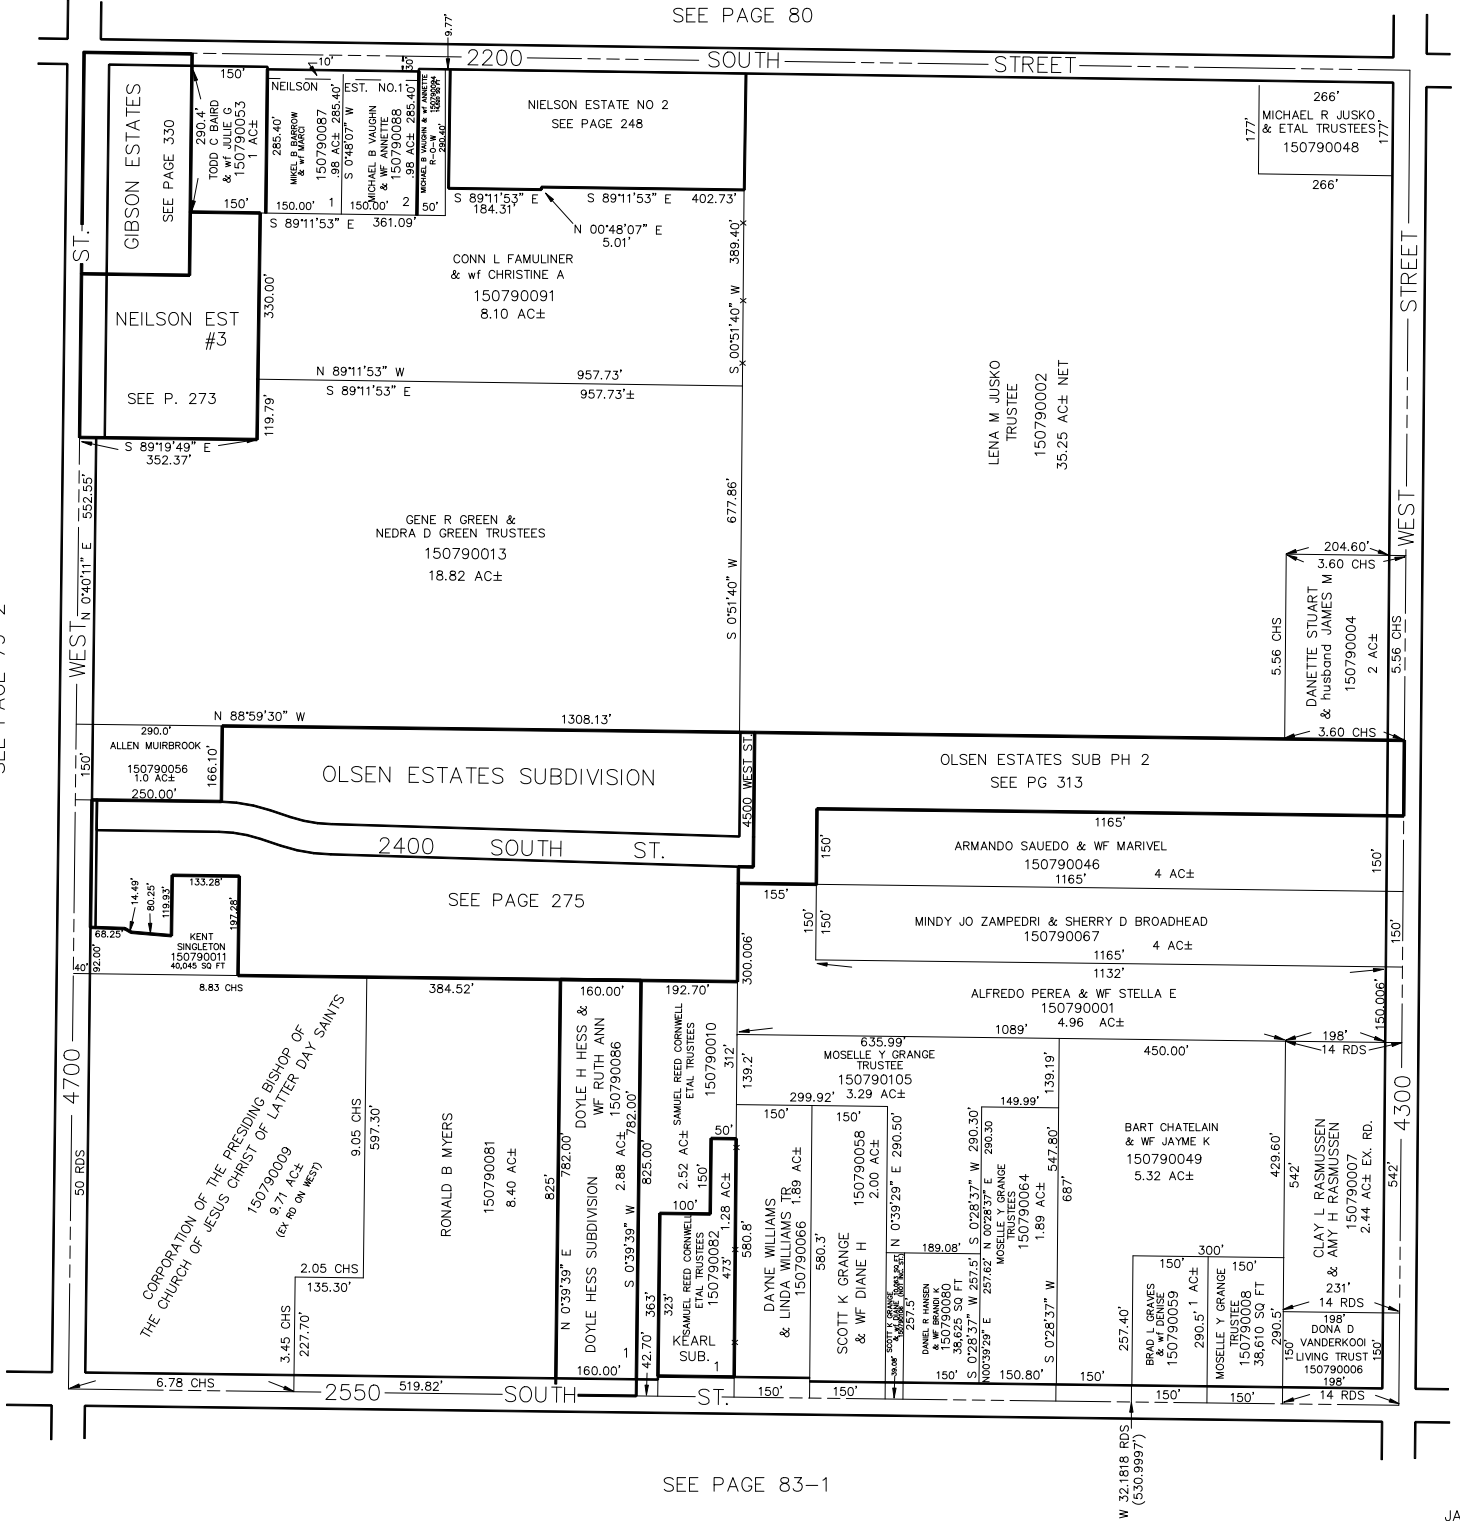 SEE PAGE 80
2200 SOUTH STREET
9.77'
GIBSON ESTATES
SEE PAGE 330
150'
290.4'
TODD C BAIRD
& wf JULIE G
150790053
1 AC±
150'
10'
NEILSON EST. NO.1
285.40'
MIKEL B BARROW
& wf MARCI
150790087
.98 AC± 285.40'
150.00' 1
S 0°48'07" W
30'
MICHAEL B VAUGHN
& WF ANNETTE
150790088
.98 AC± 285.40'
150.00' 2
MICHAEL B VAUGHN & wf ANNETTE
R-O-W
290.40'
50'
S 89°11'53" E 361.09'
NIELSON ESTATE NO 2
SEE PAGE 248
S 89°11'53" E
184.31'
S 89°11'53" E 402.73'
N 00°48'07" E
5.01'
266'
177'
MICHAEL R JUSKO
& ETAL TRUSTEES
150790048
177'
266'
ST.
CONN L FAMULINER
& wf CHRISTINE A
150790091
8.10 AC±
S 00°51'40" W 389.40'
330.00'
NEILSON EST
#3
SEE P. 273
N 89°11'53" W 957.73'
S 89°11'53" E 957.73'±
119.79'
S 89°19'49" E
352.37'
LENA M JUSKO
TRUSTEE
150790002
35.25 AC± NET
STREET
WEST
N 0°40'11" E 552.55'
GENE R GREEN &
NEDRA D GREEN TRUSTEES
150790013
18.82 AC±
S 0°51'40" W 677.86'
204.60'
3.60 CHS
5.56 CHS
DANETTE STUART
& husband JAMES M
150790004
2 AC±
5.56 CHS
3.60 CHS
WEST
N 88°59'30" W 1308.13'
290.0'
150'
ALLEN MUIRBROOK
150790056
1.0 AC±
250.00'
166.10'
OLSEN ESTATES SUBDIVISION
4500 WEST ST.
OLSEN ESTATES SUB PH 2
SEE PG 313
2400 SOUTH ST.
1165'
150'
ARMANDO SAUEDO & WF MARIVEL
150790046
1165' 4 AC±
150'
SEE PAGE 275
155'
150'
150'
MINDY JO ZAMPEDRI & SHERRY D BROADHEAD
150790067 4 AC±
1165'
150'
1132'
133.28'
14.49'
80.25'
119.93'
197.28'
68.25'
92.00'
40'
KENT
SINGLETON
150790011
40,045 SQ FT
8.83 CHS
300.006'
ALFREDO PEREA & WF STELLA E
150790001
4.96 AC±
1089'
150.006'
198'
14 RDS
384.52'
160.00'
192.70'
4700
50 RDS
CORPORATION OF THE PRESIDING BISHOP OF
THE CHURCH OF JESUS CHRIST OF LATTER DAY SAINTS
150790009
9.71 AC±
(EX RD ON WEST)
9.05 CHS
597.30'
2.05 CHS
135.30'
3.45 CHS
227.70'
6.78 CHS
RONALD B MYERS
150790081
8.40 AC±
825'
519.82'
N 0°39'39" E 782.00'
DOYLE H HESS &
WF RUTH ANN
150790086
DOYLE HESS SUBDIVISION 2.88 AC±
782.00'
S 0°39'39" W 825.00'
1
160.00'
SAMUEL REED CORNWELL
ETAL TRUSTEES
150790010
2.52 AC±
312'
50'
150'
100'
363'
323'
42.70'
SAMUEL REED CORNWELL
ETAL TRUSTEES
150790082
1.28 AC±
473'
KEARL
SUB.
1
635.99'
MOSELLE Y GRANGE
TRUSTEE
150790105
3.29 AC±
139.2'
299.92'
139.19'
150'
580.8'
DAYNE WILLIAMS
& LINDA WILLIAMS TR
150790066 1.89 AC±
150'
150'
580.3'
SCOTT K GRANGE
& WF DIANE H
150790058
2.00 AC±
150'
N 0°39'29" E 290.50'
189.08'
SCOTT K GRANGE
39.08'
257.5'
DANIEL R HANSEN
& WF BRANDI K
150790080
38,625 SQ FT
150'
S 0°28'37" W 257.5'
S 0°28'37" W 290.30'
149.99'
N 00°28'37" E 290.30
N00°39'29" E 257.62'
MOSELLE Y GRANGE
TRUSTEES
150790064
1.89 AC±
150.80'
S 0°28'37" W 547.80'
687'
150'
450.00'
BART CHATELAIN
& WF JAYME K
150790049
5.32 AC±
429.60'
542'
300'
257.40'
150'
BRAD L GRAVES
& wf DENISE
150790059
1 AC±
290.5'
150'
150'
MOSELLE Y GRANGE
TRUSTEE
150790008
38,610 SQ FT
290.5'
150'
CLAY L RASMUSSEN
& AMY H RASMUSSEN
150790007
2.44 AC± EX. RD.
542'
231'
14 RDS
198'
150'
DONA D
VANDERKOOI
LIVING TRUST
150790006
150'
198'
14 RDS
4300
2550 SOUTH ST.
W 32.1818 RDS
(530.9997')
SEE PAGE 83-1
JA